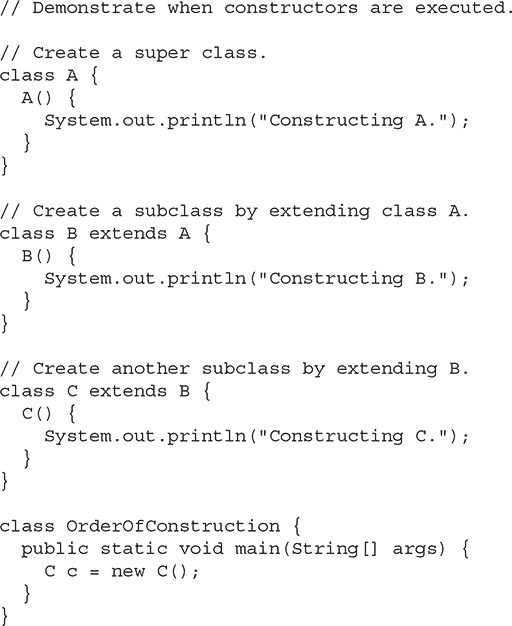 // Demonstrate when constructors are executed.

// Create a super class.
class A {
  A() {
    System.out.println("Constructing A.");
  }
}

// Create a subclass by extending class A.
class B extends A {
  B() {
    System.out.println("Constructing B.");
  }
}

// Create another subclass by extending B.
class C extends B {
  C() {
    System.out.println("Constructing C.");
  }
}

class OrderOfConstruction {
  public static void main(String[] args) {
    C c = new C();
  }
}